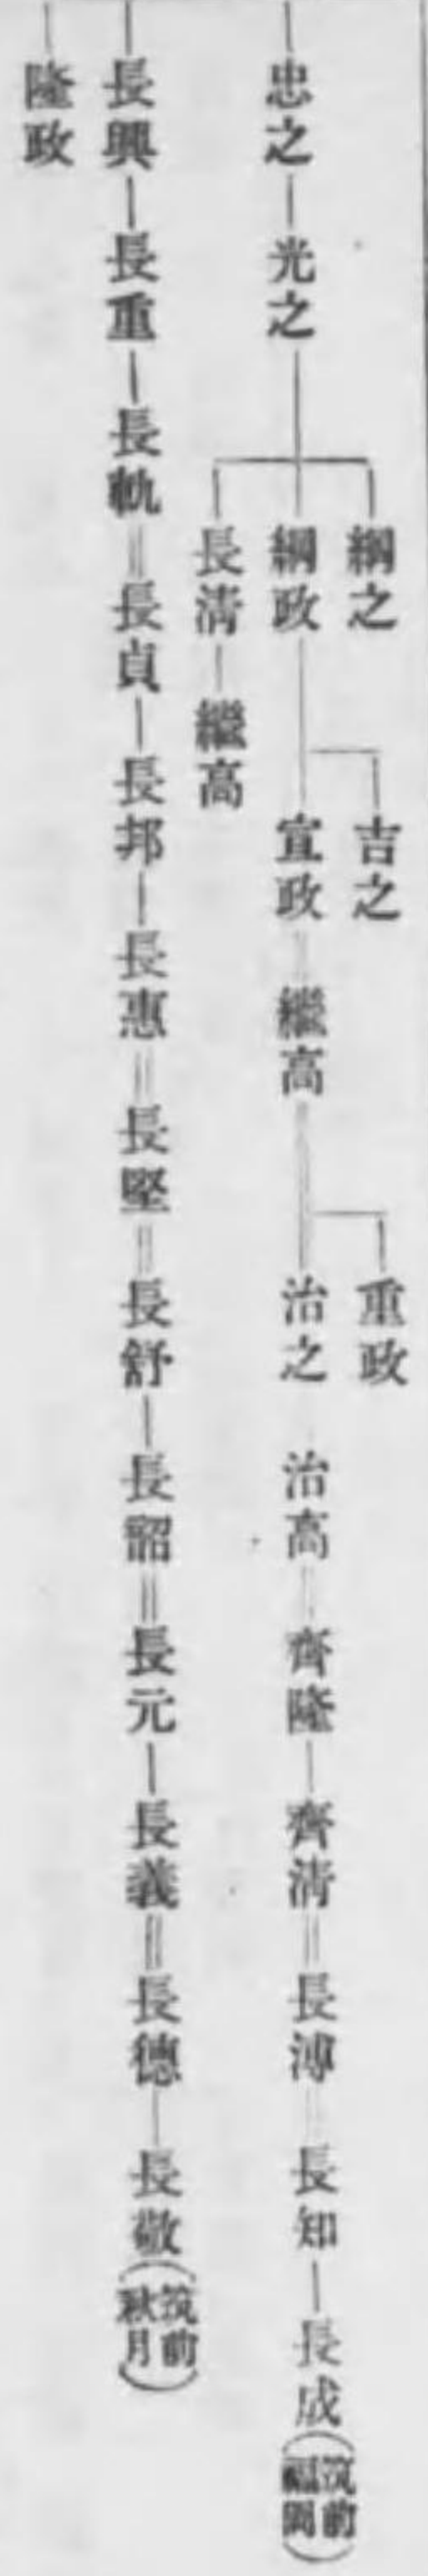 綱之
吉之
重政
忠之―光之―綱政―宣政=繼高=治之 治高=齊隆―齊淸=長溥=長知―長成(筑前福岡)
長淸―繼高
長興―長重―長軌=長貞―長邦―長惠=長堅=長舒―長韶=長元―長義=長德―長敬(筑前秋月)
隆政